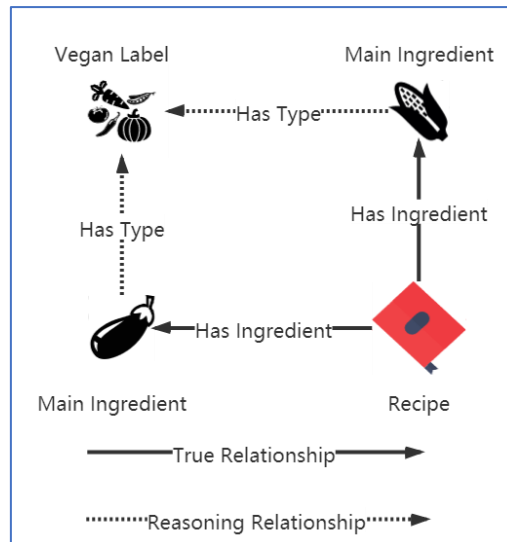 Vegan Label
Main Ingredient
Has Type
Has Type
Has Ingredient
Has Ingredient
Main Ingredient
Recipe
True Relationship
Reasoning Relationship